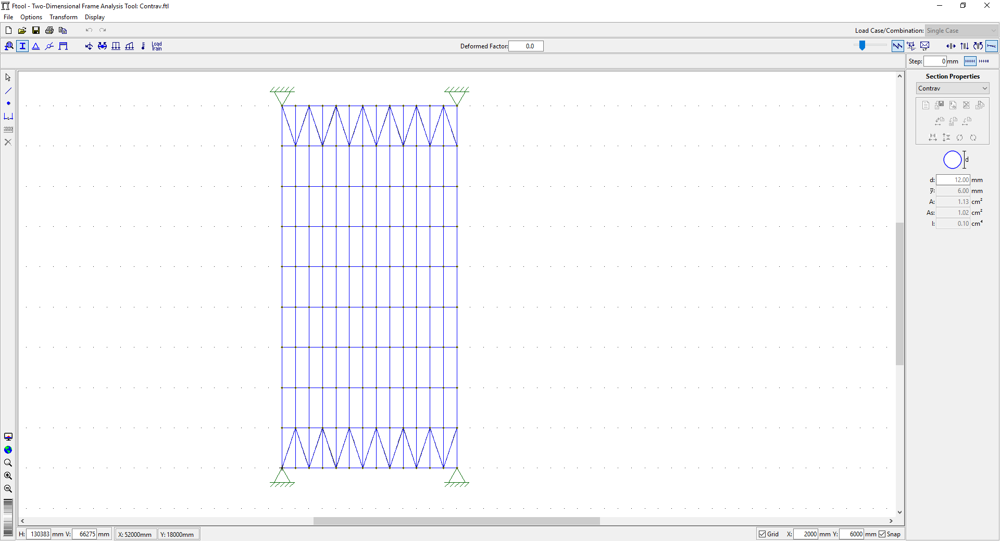 Ftool - Two-Dimensional Frame Analysis Tool: Contrav.ftl
File Options Transform Display
Load Case/Combination: Single Case
Load Train
Deformed Factor: 0.0
LT
Step: 0 mm
Section Properties
Contrav
all
d
d: 12.00 mm
y: 6.00 mm
A: 1.13 cm²
As: 1.02 cm²
I: 0.10 cm⁴
H: 130383 mm V: 66275 mm X: 52000mm Y: 18000mm
Grid X: 2000 mm Y: 6000 mm Snap